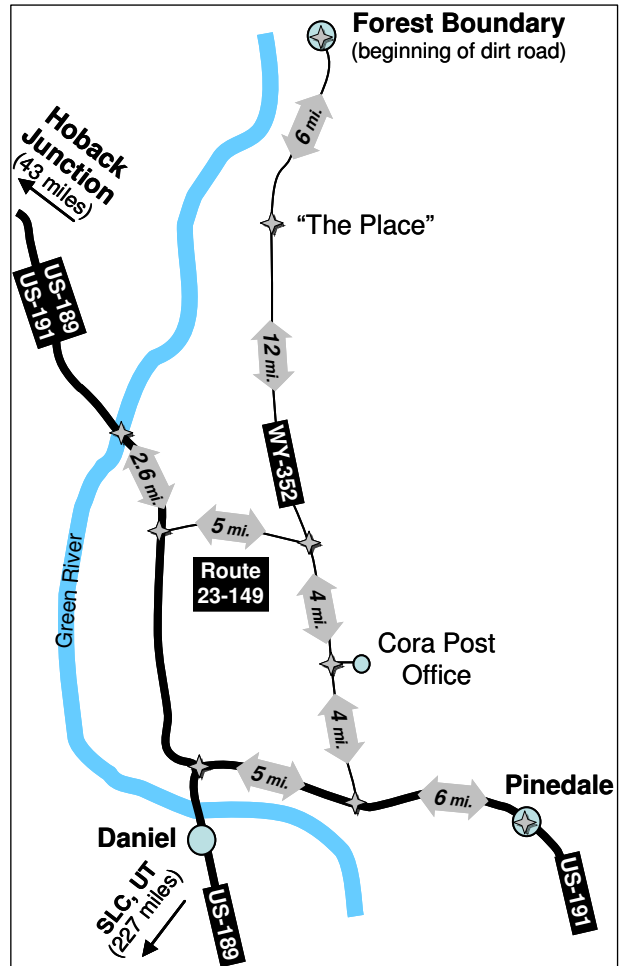 Forest Boundary
(beginning of dirt road)
6 mi.
Hoback
Junction
(43 miles)
"The Place"
US-189
US-191
12 mi.
WY-352
2.6 mi.
5 mi.
Route
23-149
Green River
4 mi.
Cora Post
Office
4 mi.
5 mi.
6 mi.
Pinedale
Daniel
SLC, UT
(227 miles)
US-189
US-191